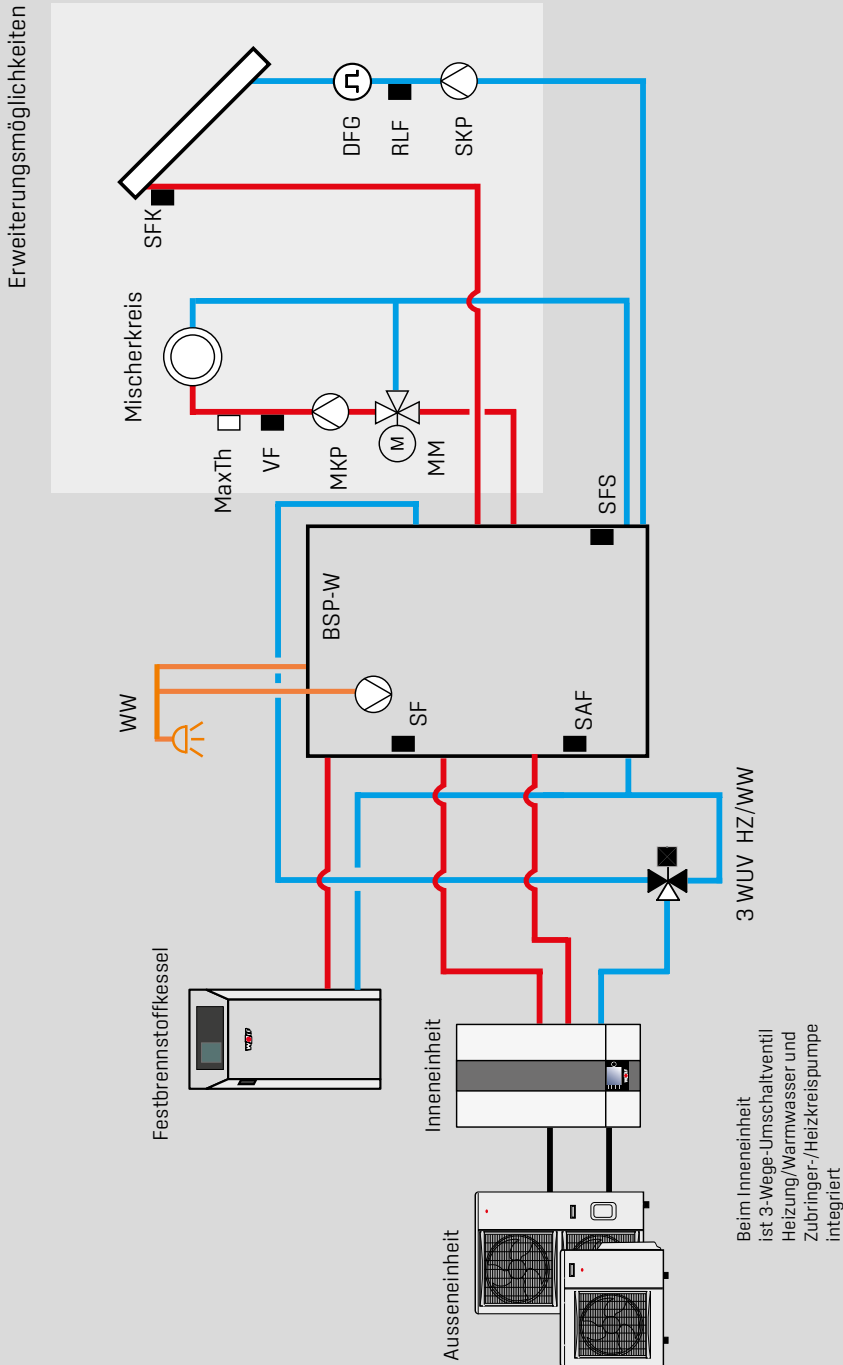 Erweiterungsmöglichkeiten
SFK
DFG
RLF
SKP
Mischerkreis
MaxTh
VF
MKP
M
MM
WW
BSP-W
SF
SAF
SFS
3 WUV HZ/WW
Festbrennstoffkessel
WOLF
Inneneinheit
Ausseneinheit
Beim Inneneinheit
ist 3-Wege-Umschaltventil
Heizung/Warmwasser und
Zubringer-/Heizkreispumpe
integriert